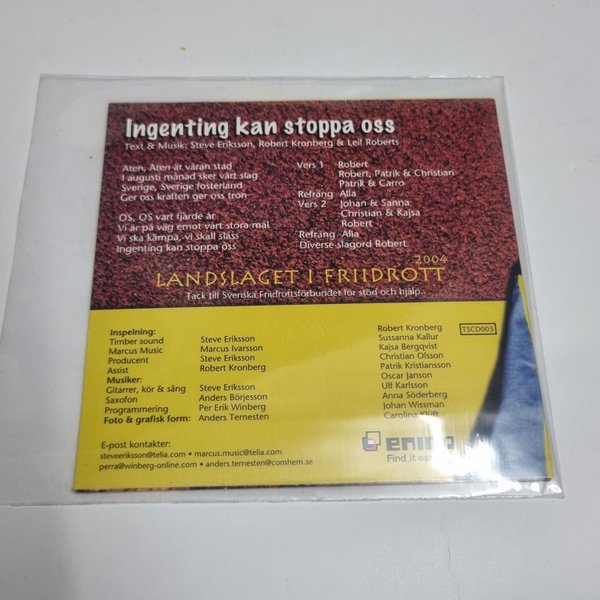 Ingenting kan stoppa oss
Text & Musik: Steve Eriksson, Robert Kronberg & Leif Roberts
Aten, Aten är våran stad
I augusti månad sker vårt slag
Sverige, Sverige fosterland
Ger oss kraften ger oss tron
OS, OS vart fjärde år
Vi är på väg emot vårt stora mål
Vi ska kämpa, vi skall slåss
Ingenting kan stoppa oss
Vers 1 Robert
Robert, Patrik & Christian
Patrik & Carro
Refräng Alla
Vers 2 Johan & Sanna
Christian & Kajsa
Robert
Refräng Alla
Diverse slagord Robert
2004
LANDSLAGET I FRIIDROTT
Tack till Svenska Friidrottsförbundet för stöd och hjälp.
Inspelning:
Timber sound Steve Eriksson
Marcus Music Marcus Ivarsson
Producent Steve Eriksson
Assist Robert Kronberg
Musiker:
Gitarrer, kör & sång Steve Eriksson
Saxofon Anders Börjesson
Programmering Per Erik Winberg
Foto & grafisk form: Anders Ternesten
E-post kontakter:
steveeriksson@telia.com • marcus.music@telia.com
perra@winberg-online.com • anders.ternesten@comhem.se
Robert Kronberg
Susanna Kallur
Kajsa Bergqvist
Christian Olsson
Patrik Kristiansson
Oscar Janson
Ulf Karlsson
Anna Söderberg
Johan Wissman
Carolina Klüft
TSCD003
eniro
Find it